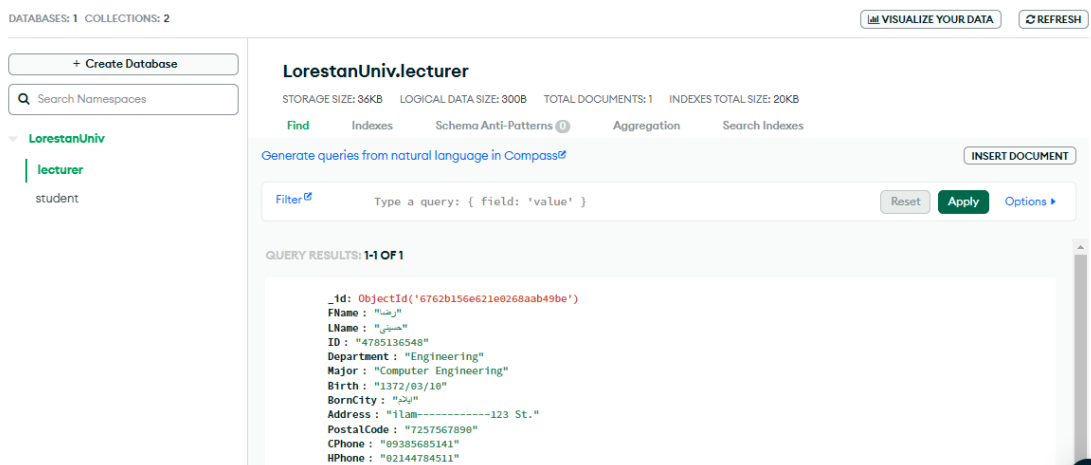 DATABASES: 1 COLLECTIONS: 2
VISUALIZE YOUR DATA
REFRESH
+ Create Database
Search Namespaces
LorestanUniv
lecturer
student
LorestanUniv.lecturer
STORAGE SIZE: 36KB LOGICAL DATA SIZE: 300B TOTAL DOCUMENTS: 1 INDEXES TOTAL SIZE: 20KB
Find Indexes Schema Anti-Patterns 0 Aggregation Search Indexes
Generate queries from natural language in Compass
INSERT DOCUMENT
Filter Type a query: { field: 'value' } Reset Apply Options
QUERY RESULTS: 1-1 OF 1
_id: ObjectId('6762b156e621e0268aab49be')
FName : "رضا"
LName : "حسینی"
ID : "4785136548"
Department : "Engineering"
Major : "Computer Engineering"
Birth : "1372/03/10"
BornCity : "ایلام"
Address : "ilam------------123 St."
PostalCode : "7257567890"
CPhone : "09385685141"
HPhone : "02144784511"